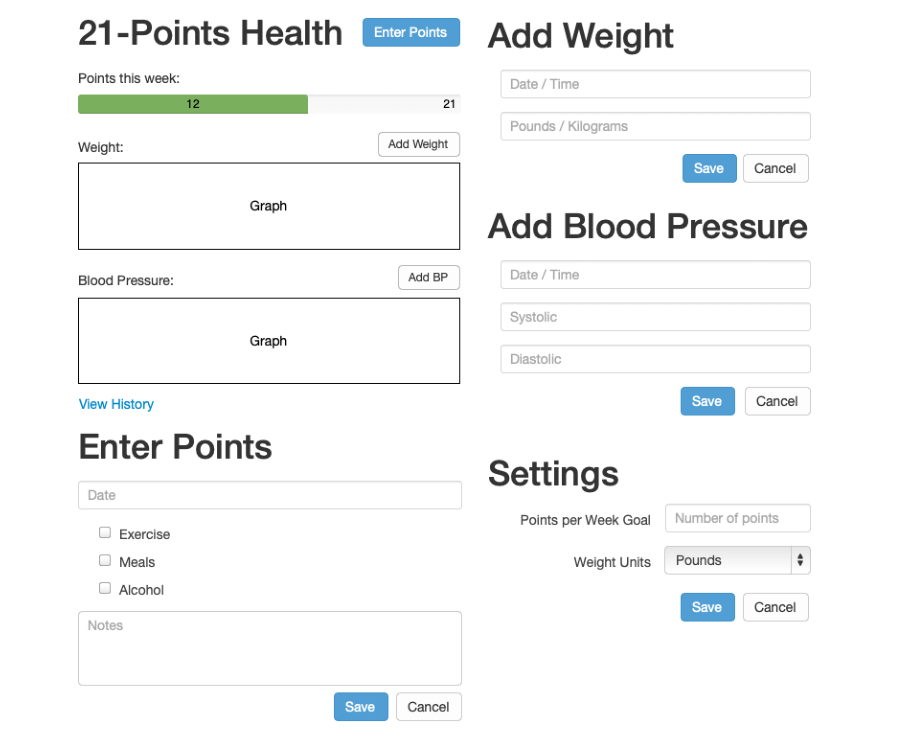 21-Points Health
Enter Points
Points this week:
12
21
Weight:
Add Weight
Graph
Blood Pressure:
Add BP
Graph
View History
Enter Points
Date
Exercise
Meals
Alcohol
Notes
Save
Cancel
Add Weight
Date / Time
Pounds / Kilograms
Save
Cancel
Add Blood Pressure
Date / Time
Systolic
Diastolic
Save
Cancel
Settings
Points per Week Goal
Number of points
Weight Units
Pounds
Save
Cancel